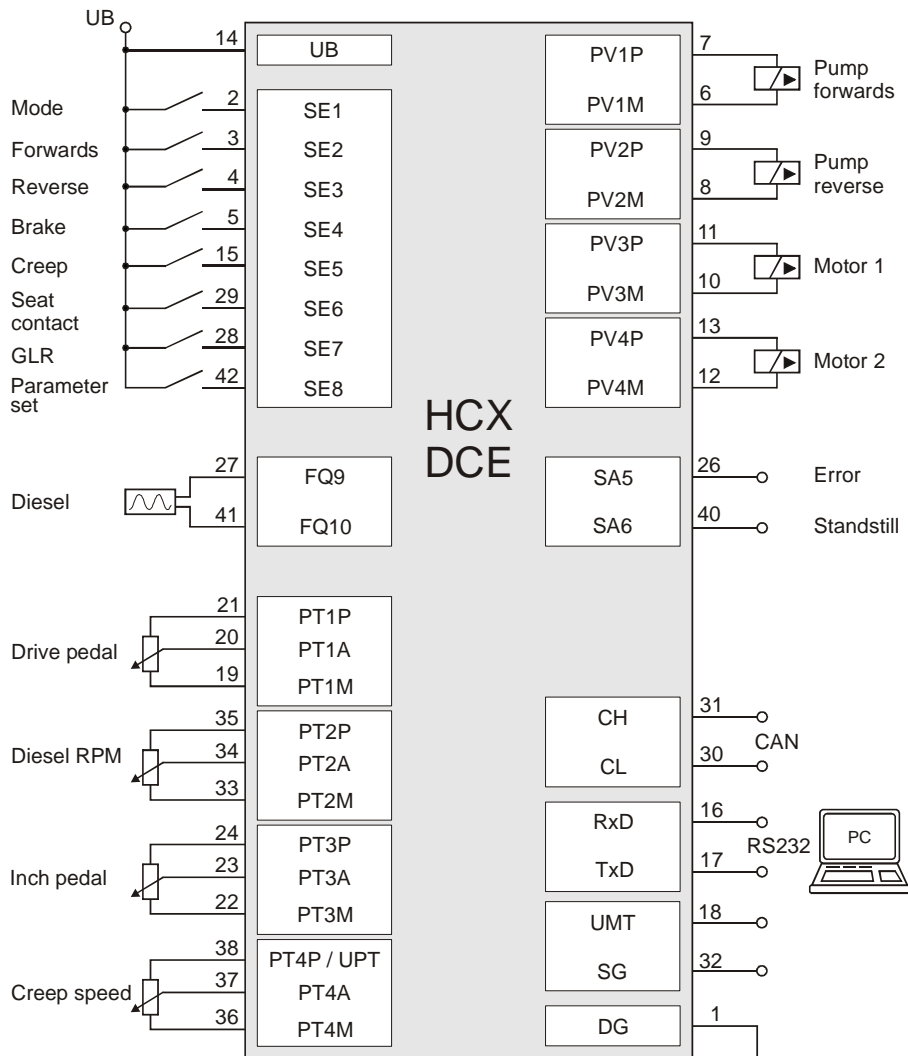 UB
14
UB
Mode
2
SE1
Forwards
3
SE2
Reverse
4
SE3
Brake
5
SE4
Creep
15
SE5
Seat
contact
29
SE6
GLR
28
SE7
Parameter
set
42
SE8
Diesel
27
FQ9
41
FQ10
Drive pedal
21
PT1P
20
PT1A
19
PT1M
Diesel RPM
35
PT2P
34
PT2A
33
PT2M
Inch pedal
24
PT3P
23
PT3A
22
PT3M
Creep speed
38
PT4P / UPT
37
PT4A
36
PT4M
HCX
DCE
PV1P
7
PV1M
6
Pump
forwards
PV2P
9
PV2M
8
Pump
reverse
PV3P
11
PV3M
10
Motor 1
PV4P
13
PV4M
12
Motor 2
SA5
26
Error
SA6
40
Standstill
CH
31
CL
30
CAN
RxD
16
TxD
17
RS232
PC
UMT
18
SG
32
DG
1